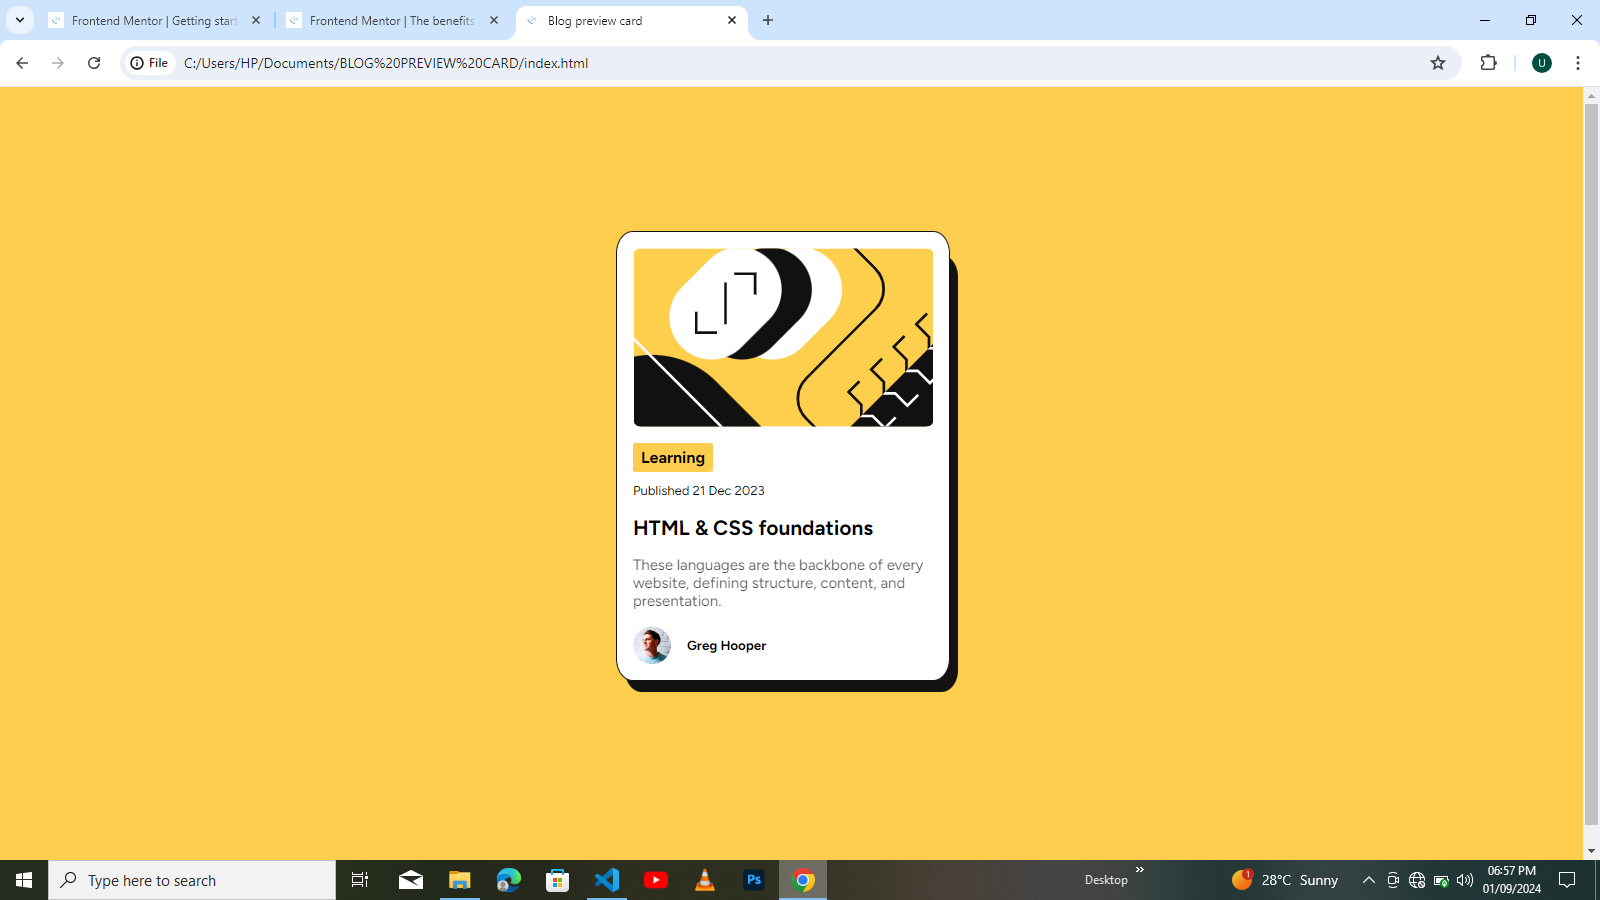 Frontend Mentor | Getting start
Frontend Mentor | The benefits
Blog preview card
File
C:/Users/HP/Documents/BLOG%20PREVIEW%20CARD/index.html
U
Learning
Published 21 Dec 2023
HTML & CSS foundations
These languages are the backbone of every
website, defining structure, content, and
presentation.
Greg Hooper
Type here to search
Ps
Desktop
1
28°C Sunny
06:57 PM
01/09/2024